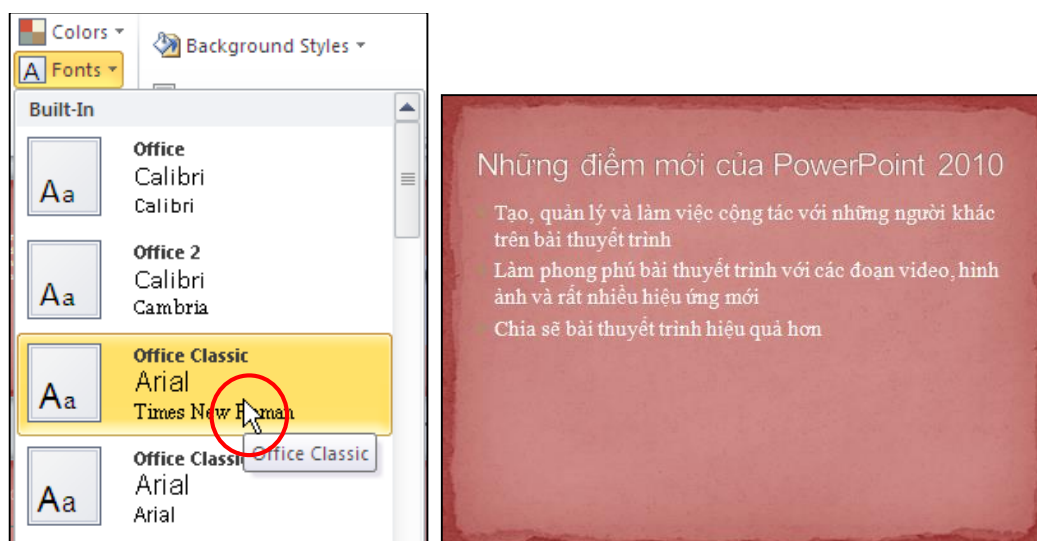 Colors
Fonts
Background Styles
Built-In
Aa
Office
Calibri
Calibri
Aa
Office 2
Calibri
Cambria
Aa
Office Classic
Arial
Times New Roman
Office Classic
Aa
Office Classic
Arial
Arial
Những điểm mới của PowerPoint 2010
Tạo, quản lý và làm việc cộng tác với những người khác
trên bài thuyết trình
Làm phong phú bài thuyết trình với các đoạn video, hình
ảnh và rất nhiều hiệu ứng mới
Chia sẽ bài thuyết trình hiệu quả hơn